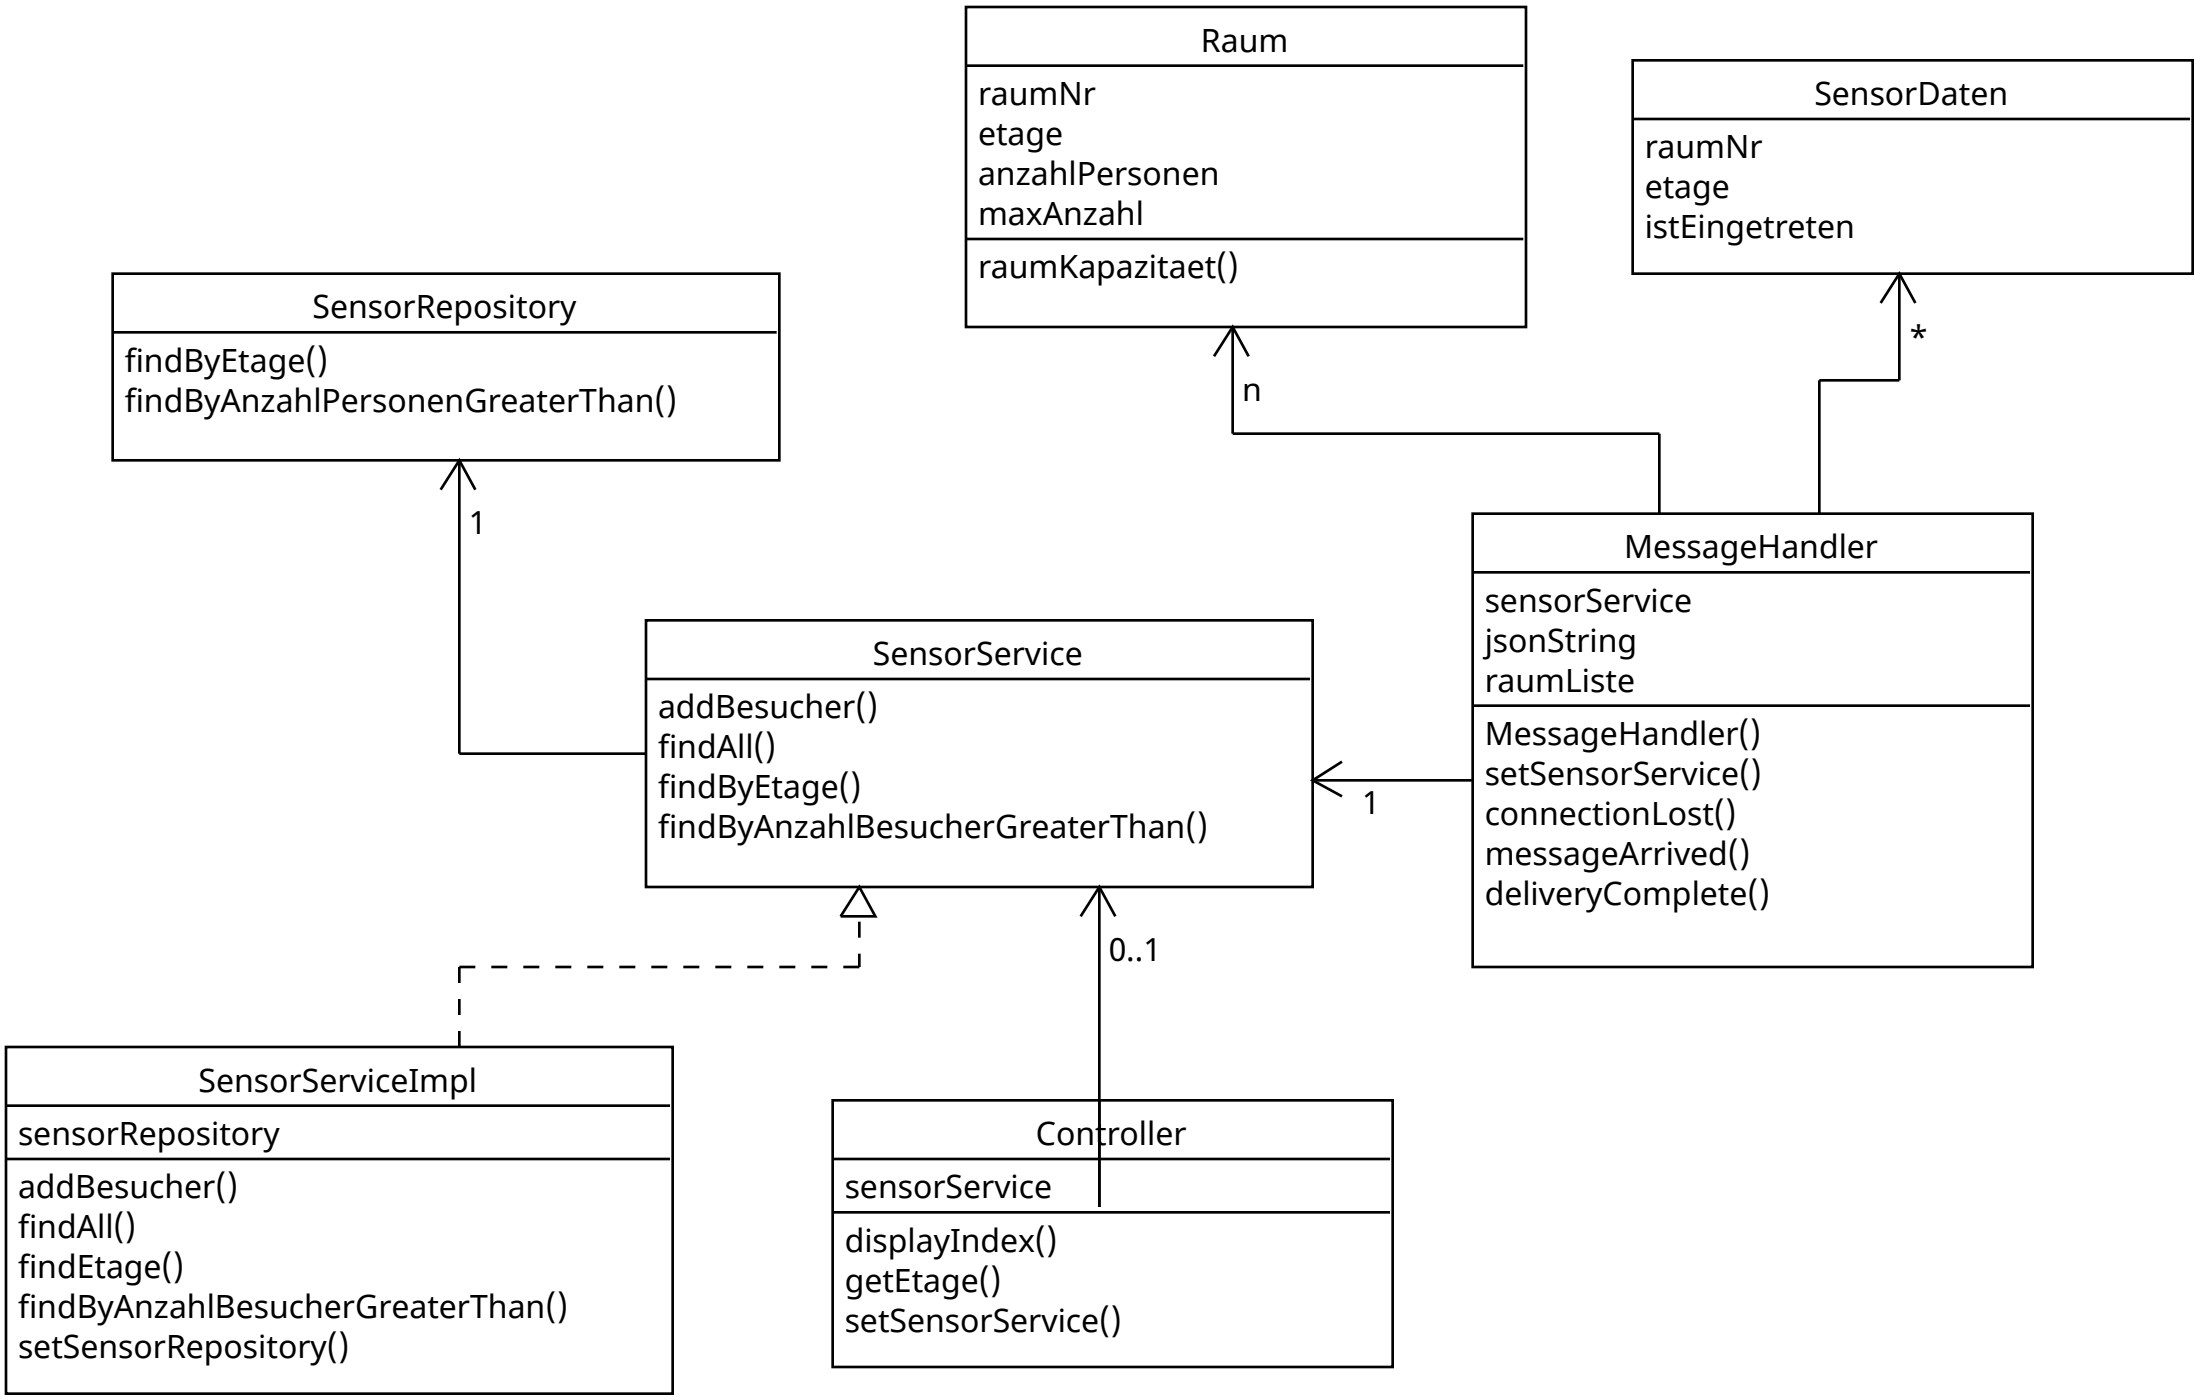 Raum
raumNr
etage
anzahlPersonen
maxAnzahl
raumKapazitaet()
SensorDaten
raumNr
etage
istEingetreten
*
n
SensorRepository
findByEtage()
findByAnzahlPersonenGreaterThan()
1
MessageHandler
sensorService
jsonString
raumListe
MessageHandler()
setSensorService()
connectionLost()
messageArrived()
deliveryComplete()
SensorService
addBesucher()
findAll()
findByEtage()
findByAnzahlBesucherGreaterThan()
1
0..1
SensorServiceImpl
sensorRepository
addBesucher()
findAll()
findEtage()
findByAnzahlBesucherGreaterThan()
setSensorRepository()
Controller
sensorService
displayIndex()
getEtage()
setSensorService()